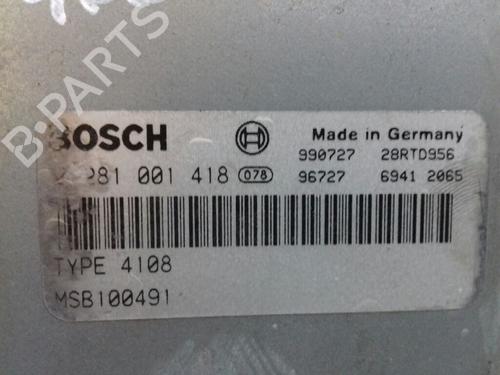 B-PARTS
BOSCH
Made in Germany
281 001 418 078
990727 28RTD956
96727 6941 2065
TYPE 4108
MSB100491